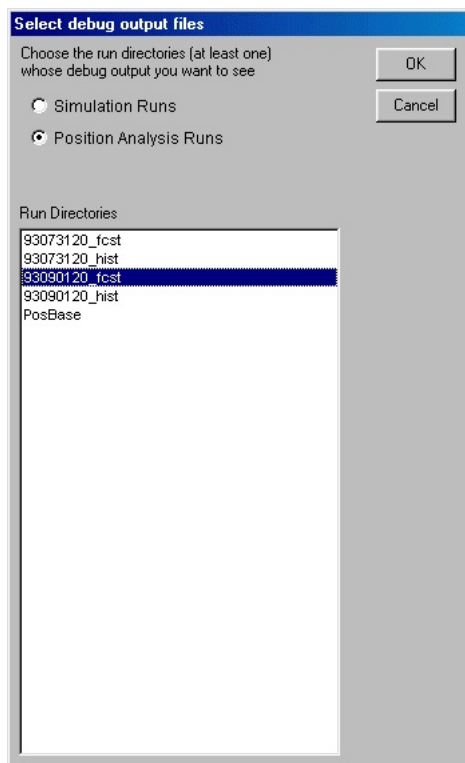 Select debug output files
Choose the run directories (at least one)
whose debug output you want to see
OK
Cancel
Simulation Runs
Position Analysis Runs
Run Directories
93073120_fcst
93073120_hist
93090120_fcst
93090120_hist
PosBase